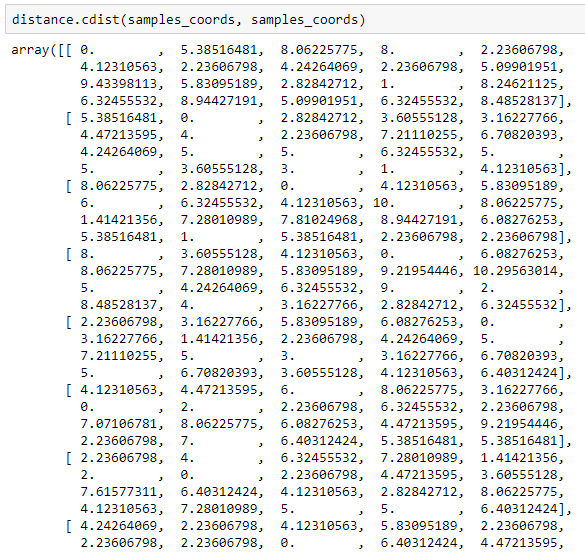 distance.cdist(samples_coords, samples_coords)
array([[ 0.        ,  5.38516481,  8.06225775,  8.        ,  2.23606798,
         4.12310563,  2.23606798,  4.24264069,  2.23606798,  5.09901951,
         9.43398113,  5.83095189,  2.82842712,  1.        ,  8.24621125,
         6.32455532,  8.94427191,  5.09901951,  6.32455532,  8.48528137],
       [ 5.38516481,  0.        ,  2.82842712,  3.60555128,  3.16227766,
         4.47213595,  4.        ,  2.23606798,  7.21110255,  6.70820393,
         4.24264069,  5.        ,  5.        ,  6.32455532,  5.        ,
         5.        ,  3.60555128,  3.        ,  1.        ,  4.12310563],
       [ 8.06225775,  2.82842712,  0.        ,  4.12310563,  5.83095189,
         6.        ,  6.32455532,  4.12310563, 10.        ,  8.06225775,
         1.41421356,  7.28010989,  7.81024968,  8.94427191,  6.08276253,
         5.38516481,  1.        ,  5.38516481,  2.23606798,  2.23606798],
       [ 8.        ,  3.60555128,  4.12310563,  0.        ,  6.08276253,
         8.06225775,  7.28010989,  5.83095189,  9.21954446, 10.29563014,
         5.        ,  4.24264069,  6.32455532,  9.        ,  2.        ,
         8.48528137,  4.        ,  3.16227766,  2.82842712,  6.32455532],
       [ 2.23606798,  3.16227766,  5.83095189,  6.08276253,  0.        ,
         3.16227766,  1.41421356,  2.23606798,  4.24264069,  5.        ,
         7.21110255,  5.        ,  3.        ,  3.16227766,  6.70820393,
         5.        ,  6.70820393,  3.60555128,  4.12310563,  6.40312424],
       [ 4.12310563,  4.47213595,  6.        ,  8.06225775,  3.16227766,
         0.        ,  2.        ,  2.23606798,  6.32455532,  2.23606798,
         7.07106781,  8.06225775,  6.08276253,  4.47213595,  9.21954446,
         2.23606798,  7.        ,  6.40312424,  5.38516481,  5.38516481],
       [ 2.23606798,  4.        ,  6.32455532,  7.28010989,  1.41421356,
         2.        ,  0.        ,  2.23606798,  4.47213595,  3.60555128,
         7.61577311,  6.40312424,  4.12310563,  2.82842712,  8.06225775,
         4.12310563,  7.28010989,  5.        ,  5.        ,  6.40312424],
       [ 4.24264069,  2.23606798,  4.12310563,  5.83095189,  2.23606798,
         2.23606798,  2.23606798,  0.        ,  6.40312424,  4.47213595,